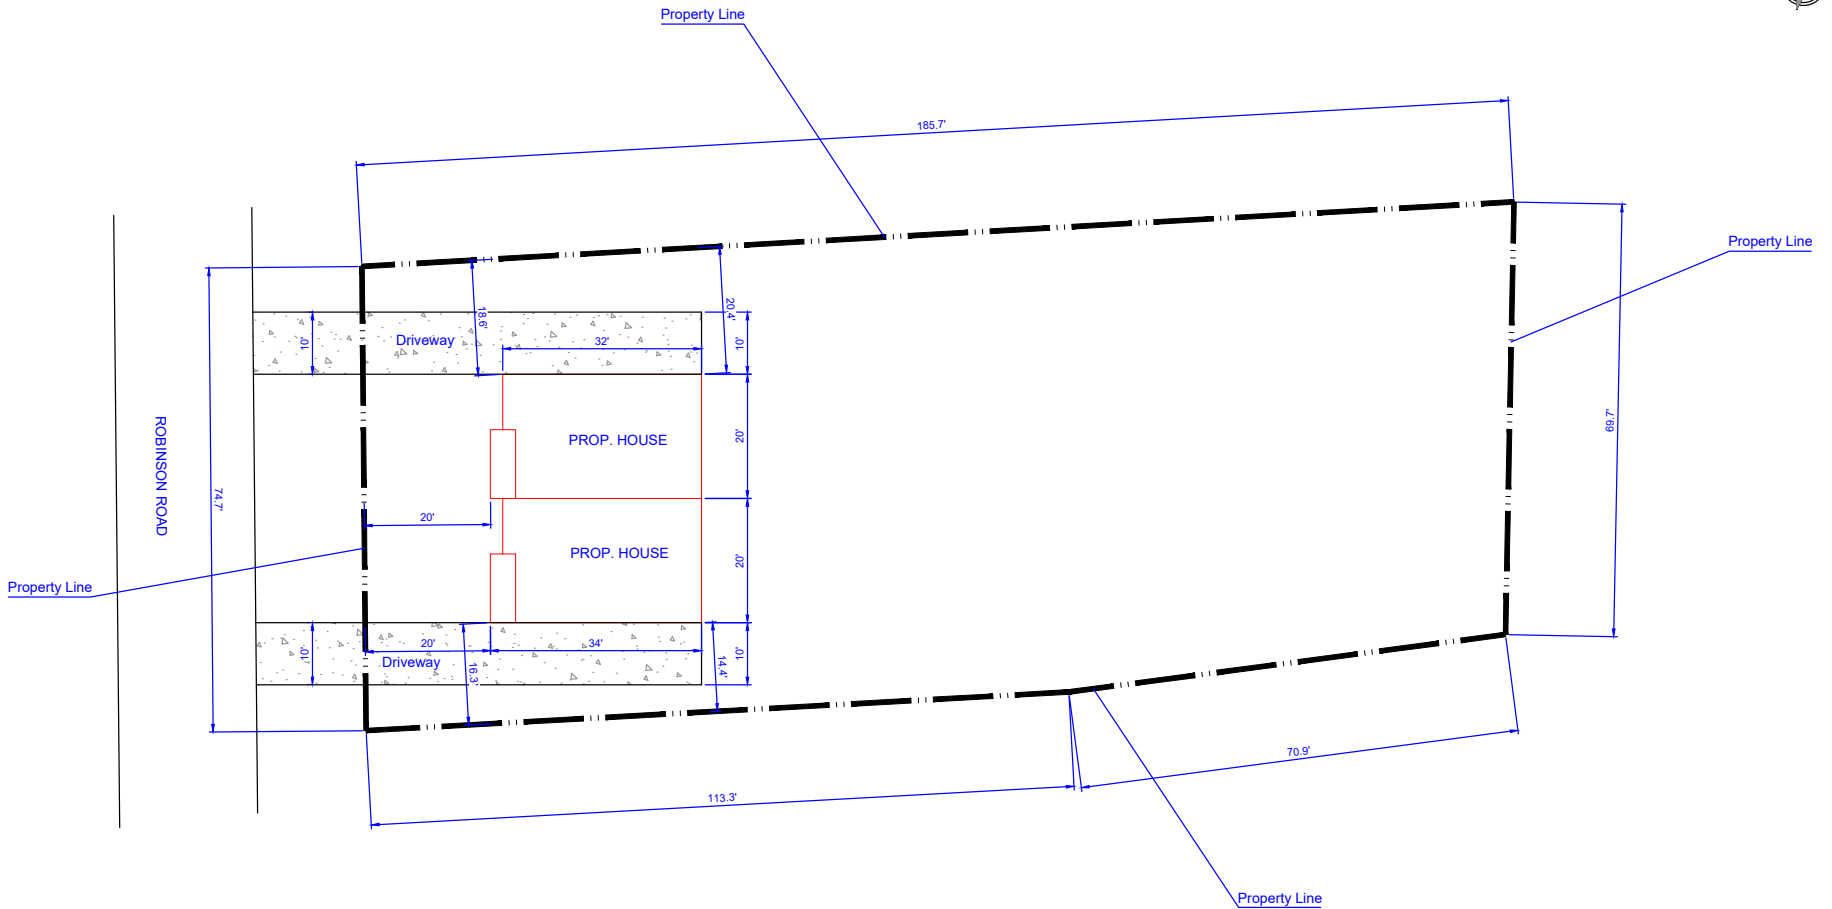 Property Line
185.7'
Property Line
18.6'
20.4'
10'
Driveway
32'
10'
69.7'
ROBINSON ROAD
74.7'
PROP. HOUSE
20'
20'
PROP. HOUSE
20'
Property Line
10'
20'
34'
10'
Driveway
16.3'
14.4'
70.9'
113.3'
Property Line